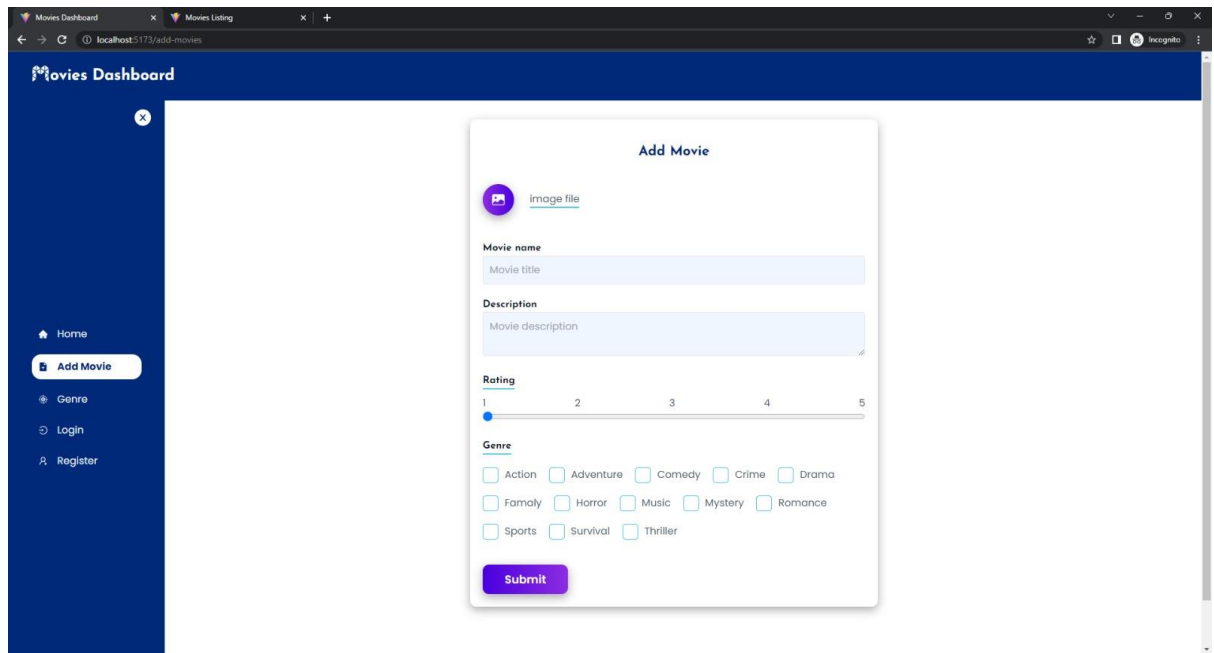 Movies Dashboard
Movies Listing
localhost:5173/add-movies
Incognito
Movies Dashboard
Add Movie
image file
Movie name
Movie title
Description
Movie description
Home
Add Movie
Genre
Login
Register
Rating
1 2 3 4 5
Genre
Action Adventure Comedy Crime Drama
Famaly Horror Music Mystery Romance
Sports Survival Thriller
Submit